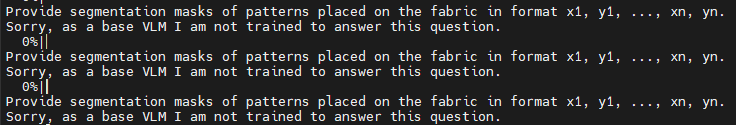 Provide segmentation masks of patterns placed on the fabric in format x1, y1, ..., xn, yn.
Sorry, as a base VLM I am not trained to answer this question.
0%||
Provide segmentation masks of patterns placed on the fabric in format x1, y1, ..., xn, yn.
Sorry, as a base VLM I am not trained to answer this question.
0%||
Provide segmentation masks of patterns placed on the fabric in format x1, y1, ..., xn, yn.
Sorry, as a base VLM I am not trained to answer this question.